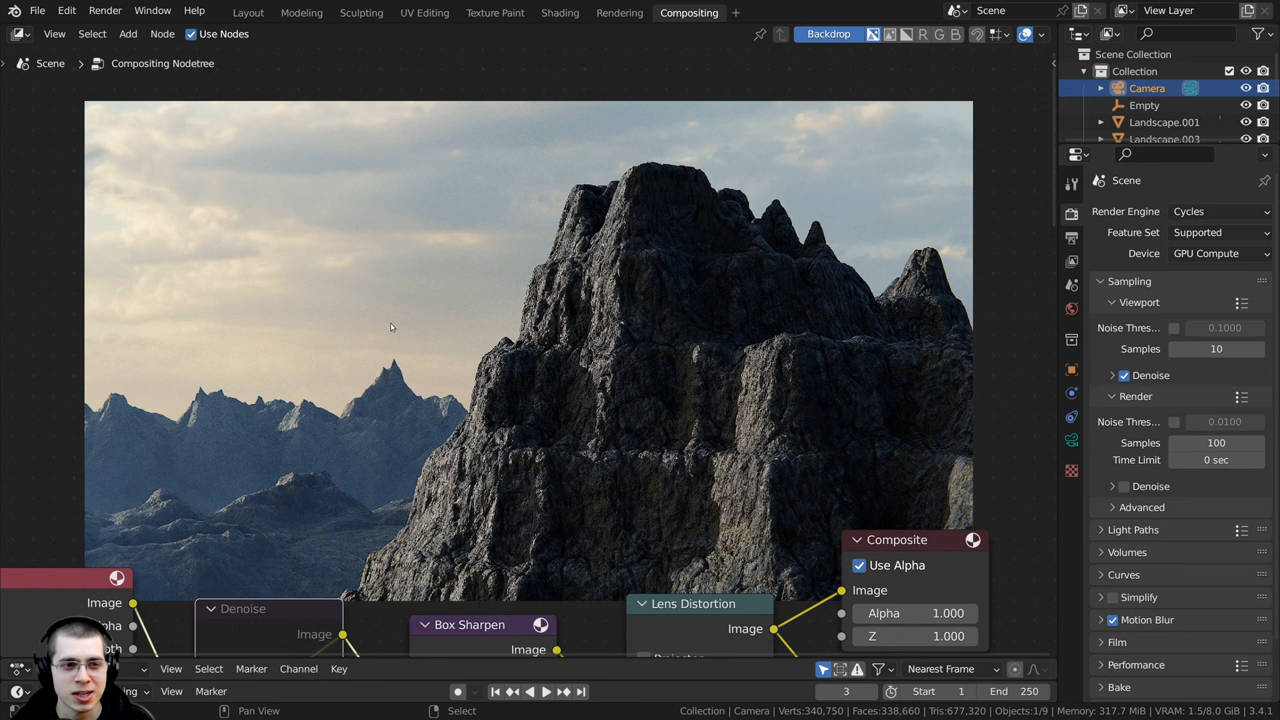 File Edit Render Window Help Layout Modeling Sculpting UV Editing Texture Paint Shading Rendering Compositing + Scene View Layer
View Select Add Node Use Nodes Backdrop R G B
Scene > Compositing Nodetree
Scene Collection
Collection
Camera
Empty
Landscape.001
Landscape.003
Scene
Render Engine Cycles
Feature Set Supported
Device GPU Compute
Sampling
Viewport
Noise Thres... 0.1000
Samples 10
Denoise
Render
Noise Thres... 0.0100
Samples 100
Time Limit 0 sec
Denoise
Advanced
Light Paths
Volumes
Curves
Simplify
Motion Blur
Film
Performance
Bake
Image
Alpha
Denoise
Image
Box Sharpen
Image
Lens Distortion
Image
Composite
Use Alpha
Image
Alpha 1.000
Z 1.000
View Select Marker Channel Key Nearest Frame
View Marker 3 Start 1 End 250
Pan View Select Collection | Camera | Verts:340,750 | Faces:338,660 | Tris:677,320 | Objects:1/9 | Memory: 317.7 MiB | VRAM: 1.5/8.0 GiB | 3.4.1